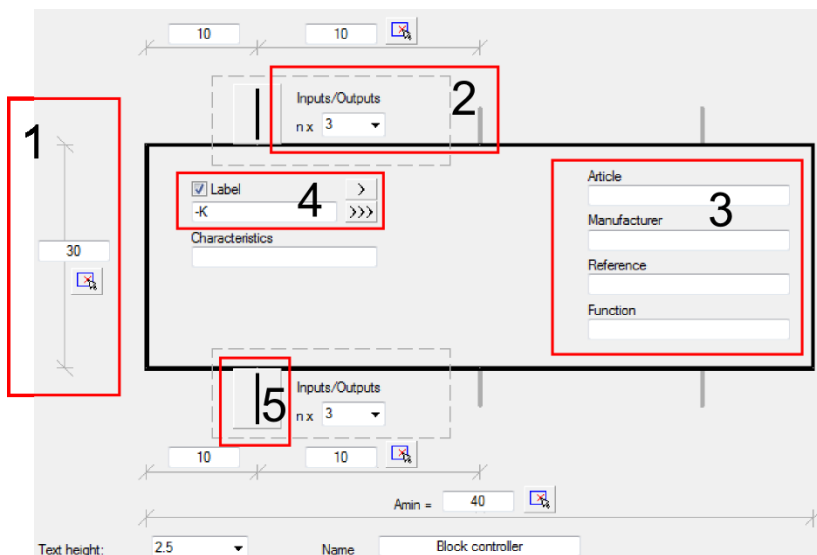 10 10
Inputs/Outputs
n x 3
2
1
Label >
-K >>>
4
Characteristics
Article
Manufacturer
Reference
Function
3
30
5
Inputs/Outputs
n x 3
10 10
Amin = 40
Text height: 2.5 Name Block controller